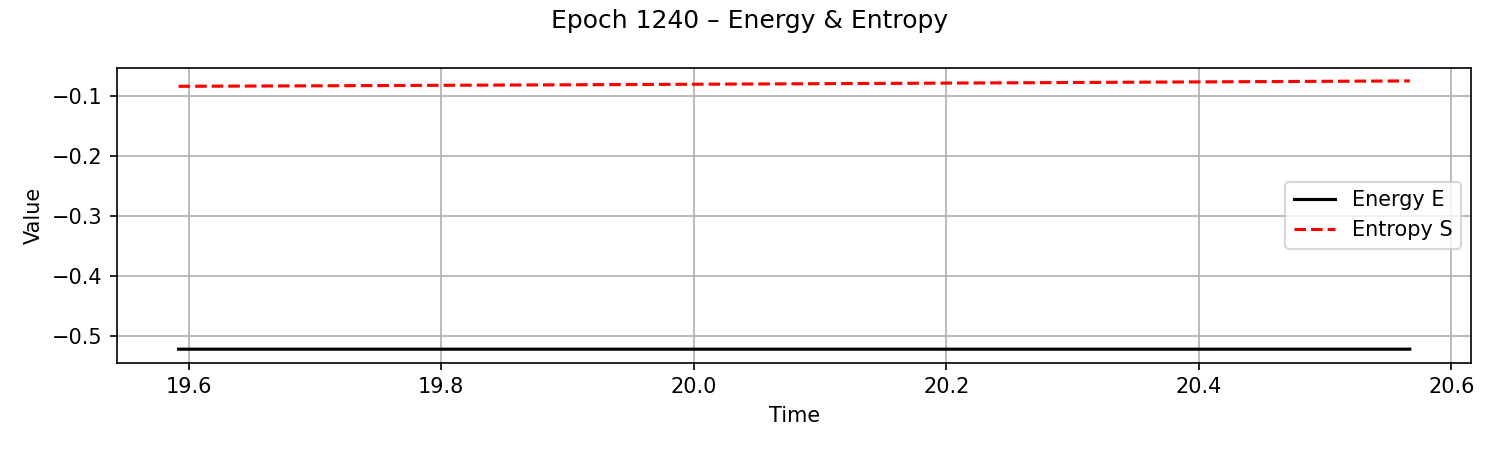 Epoch 1240 – Energy & Entropy
−0.1
−0.2
−0.3
−0.4
−0.5
Value
Energy E
Entropy S
19.6 19.8 20.0 20.2 20.4 20.6
Time